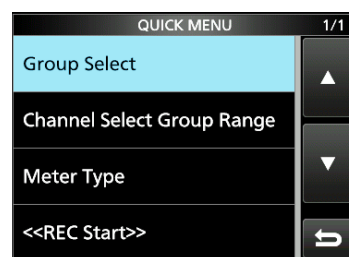 QUICK MENU 1/1
Group Select
Channel Select Group Range
Meter Type
<<REC Start>>